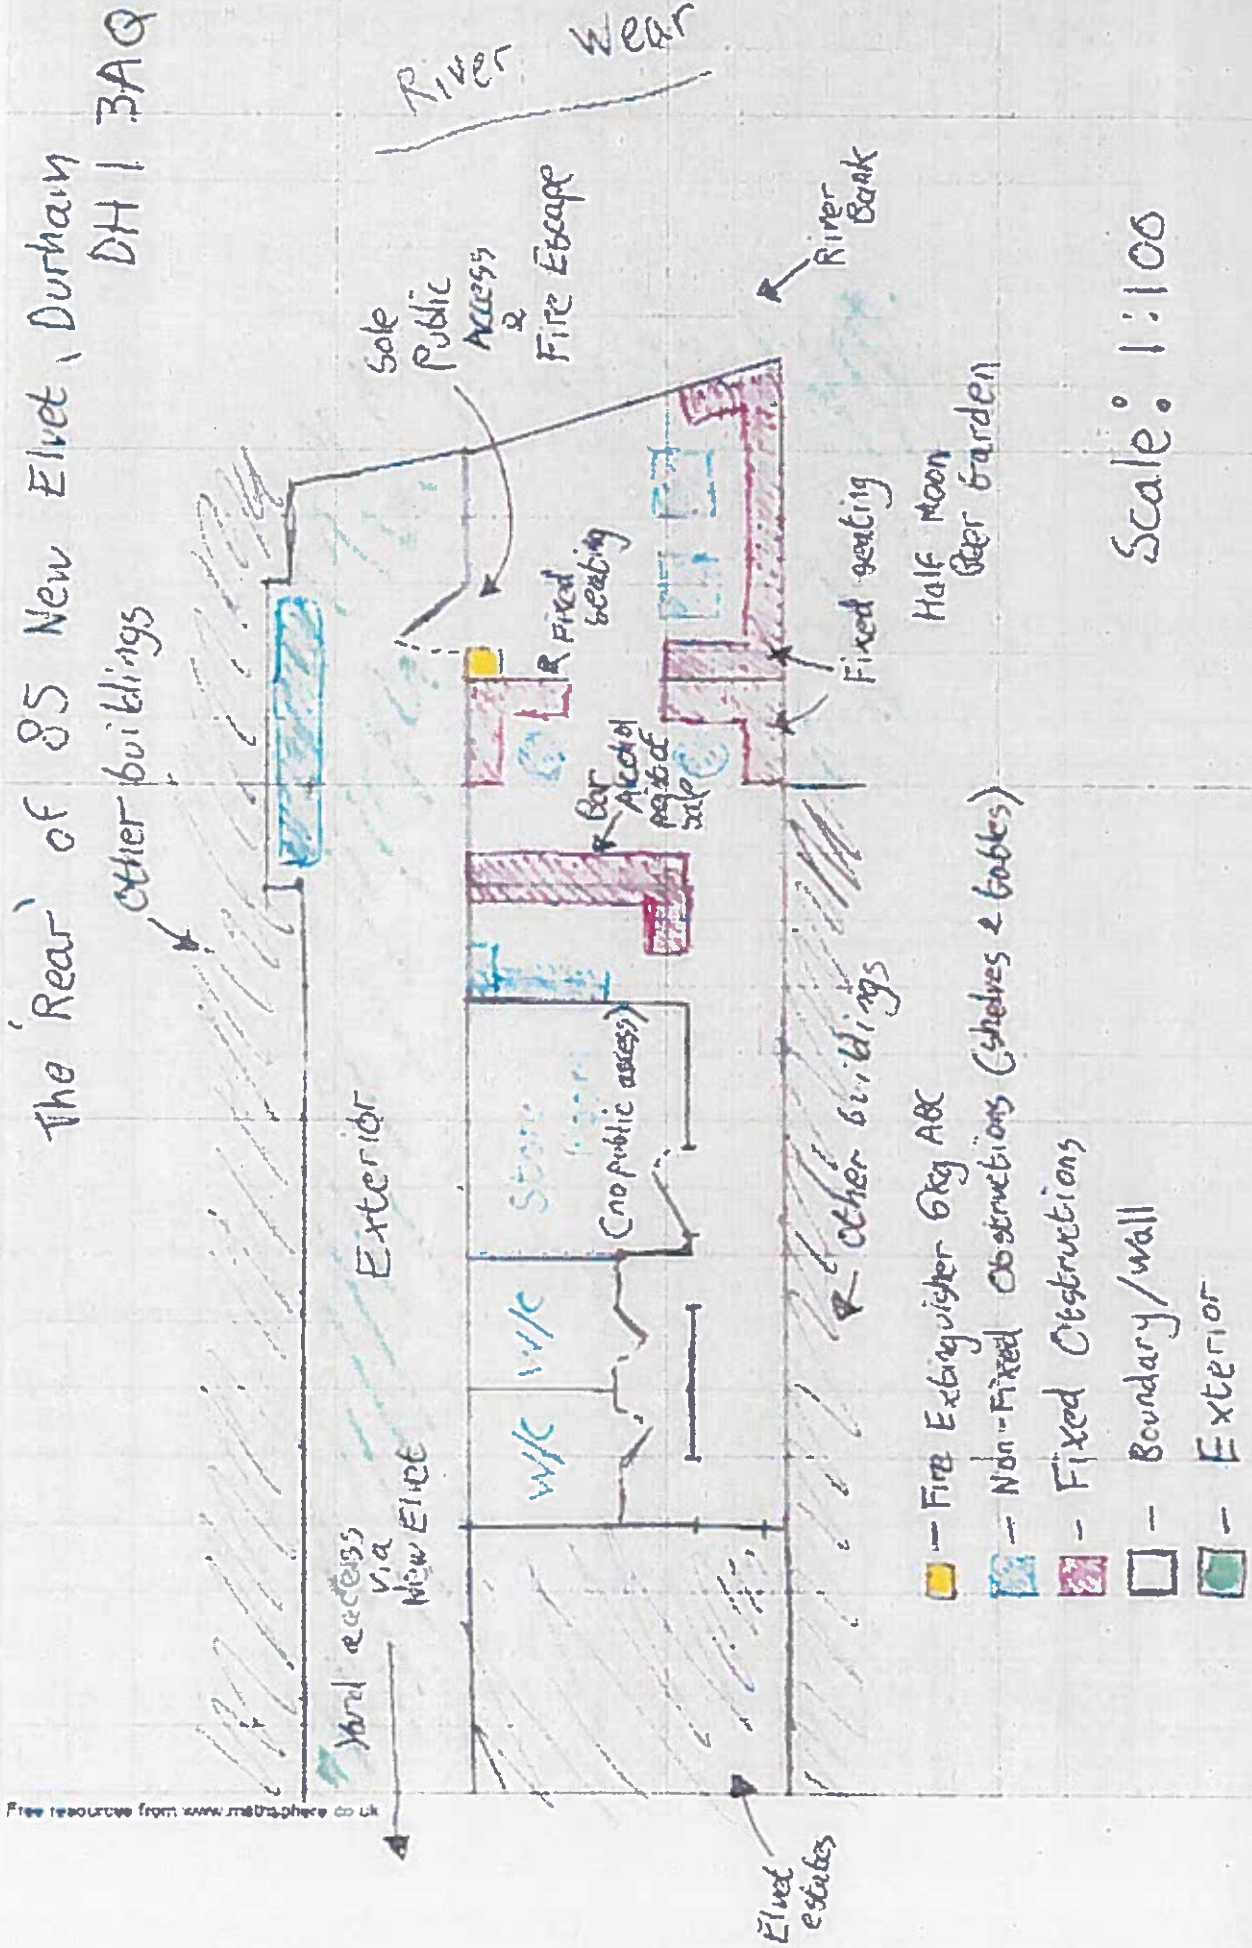 The 'Rear' of 85 New Elvet, Durham
DH1 3AQ
other buildings
River Wear
Sole
Public
Access
&
Fire Escape
River
Bank
Exterior
Yard access
via
New Elvet
Fixed
Seating
Bar
Alcohol
point of
sale
Store
(no public access)
W/C
W/C
Fixed seating
Half Moon
Beer Garden
other buildings
Elvet
estates
- Fire Extinguisher 6kg ABC
- Non-Fixed Obstructions (shelves & tables)
- Fixed Obstructions
- Boundary/Wall
- Exterior
Scale: 1:100
Free resources from www.mathsphere.co.uk